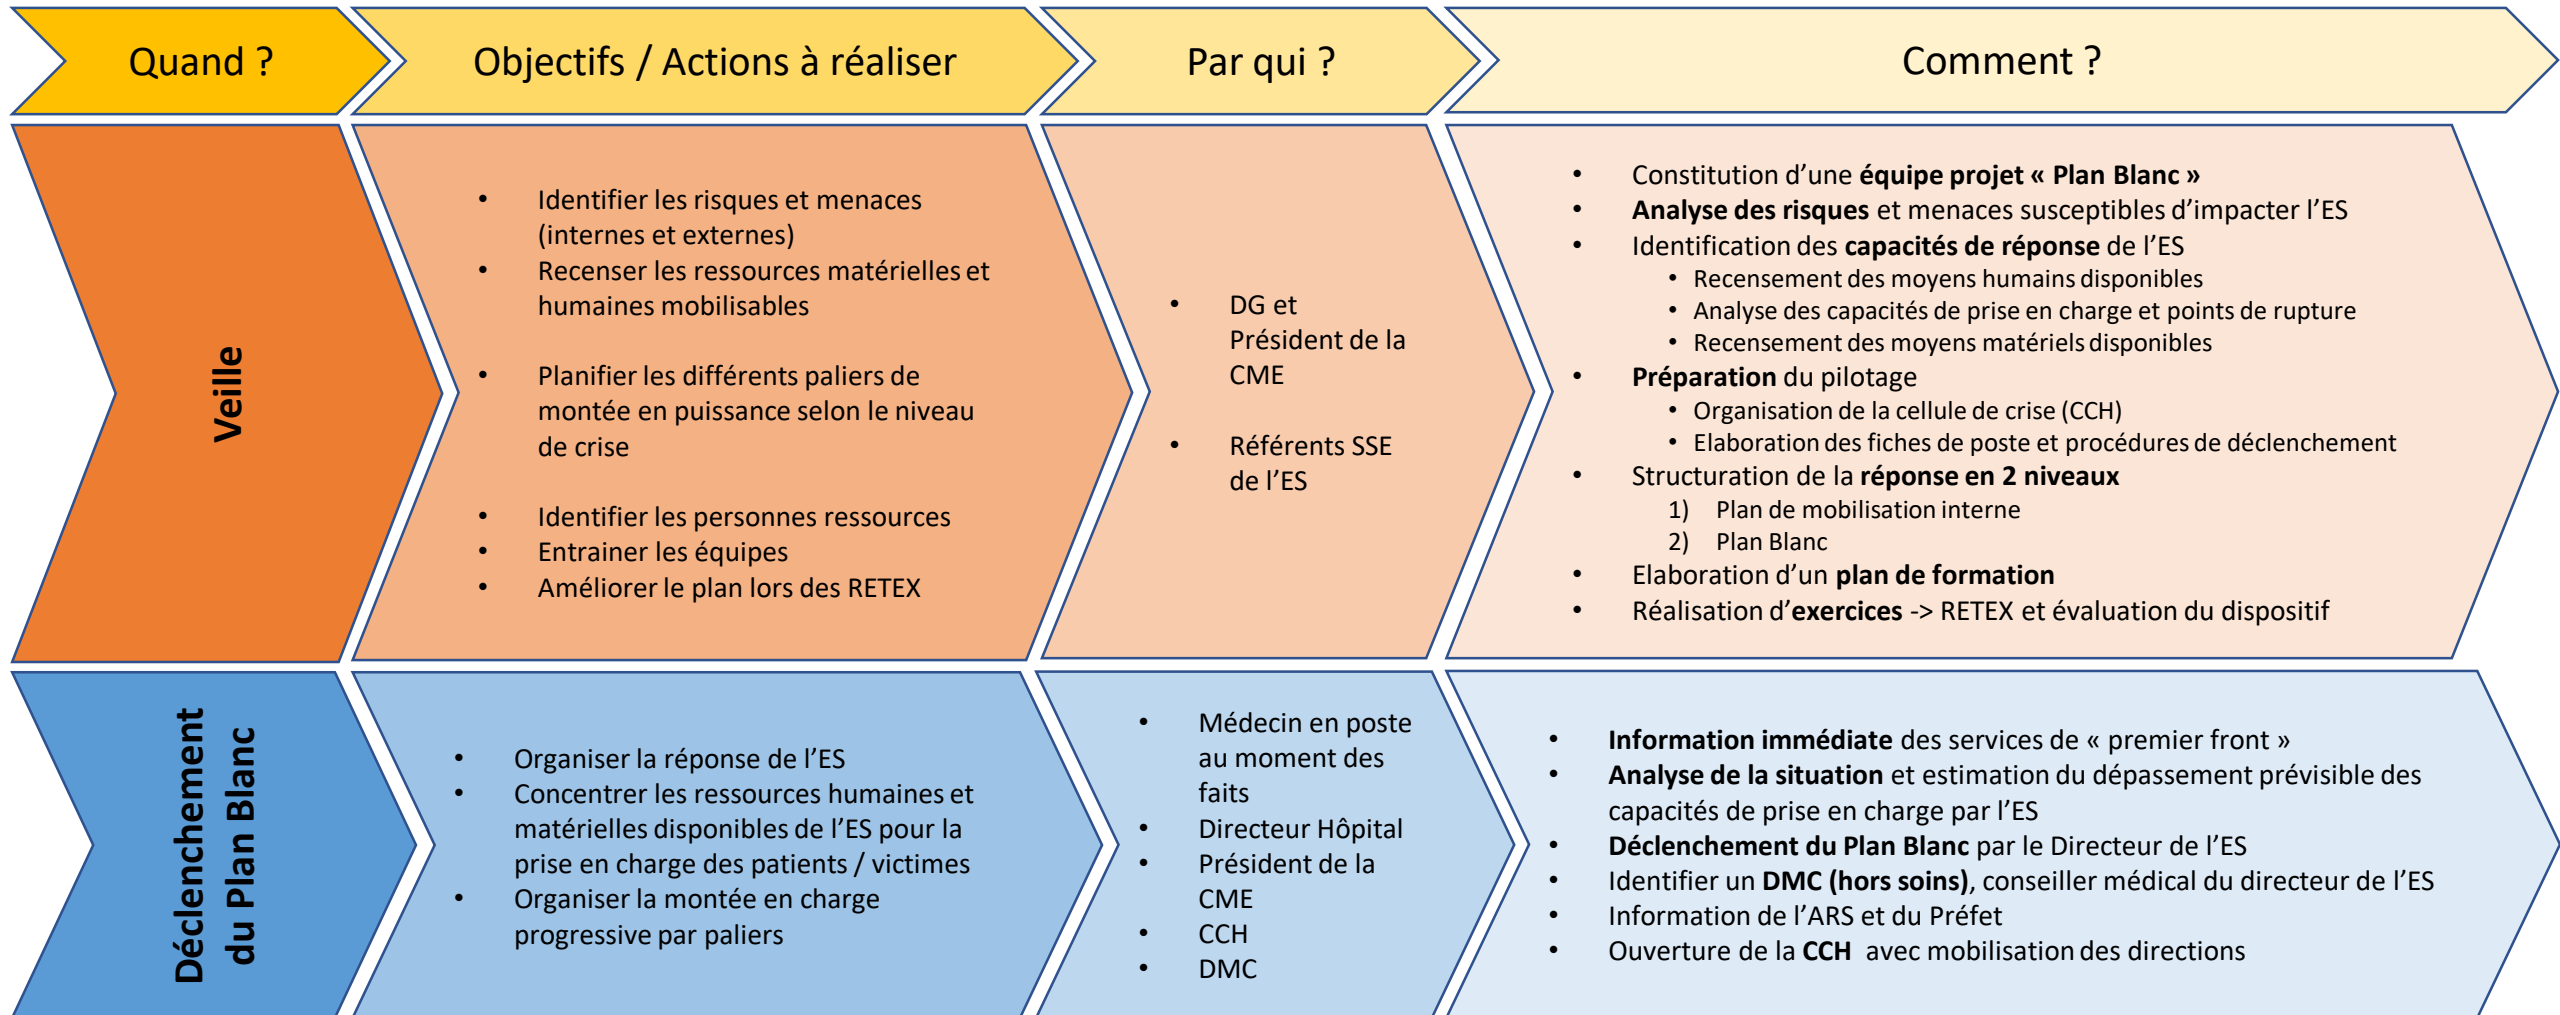 Quand ?
Objectifs / Actions à réaliser
Par qui ?
Comment ?
Veille
• Identifier les risques et menaces
(internes et externes)
• Recenser les ressources matérielles et
humaines mobilisables
• Planifier les différents paliers de
montée en puissance selon le niveau
de crise
• Identifier les personnes ressources
• Entrainer les équipes
• Améliorer le plan lors des RETEX
• DG et
Président de la
CME
• Référents SSE
de l’ES
• Constitution d’une équipe projet « Plan Blanc »
• Analyse des risques et menaces susceptibles d’impacter l’ES
• Identification des capacités de réponse de l’ES
• Recensement des moyens humains disponibles
• Analyse des capacités de prise en charge et points de rupture
• Recensement des moyens matériels disponibles
• Préparation du pilotage
• Organisation de la cellule de crise (CCH)
• Elaboration des fiches de poste et procédures de déclenchement
• Structuration de la réponse en 2 niveaux
1) Plan de mobilisation interne
2) Plan Blanc
• Elaboration d’un plan de formation
• Réalisation d’exercices -> RETEX et évaluation du dispositif
Déclenchement
du Plan Blanc
• Organiser la réponse de l’ES
• Concentrer les ressources humaines et
matérielles disponibles de l’ES pour la
prise en charge des patients / victimes
• Organiser la montée en charge
progressive par paliers
• Médecin en poste
au moment des
faits
• Directeur Hôpital
• Président de la
CME
• CCH
• DMC
• Information immédiate des services de « premier front »
• Analyse de la situation et estimation du dépassement prévisible des
capacités de prise en charge par l’ES
• Déclenchement du Plan Blanc par le Directeur de l’ES
• Identifier un DMC (hors soins), conseiller médical du directeur de l’ES
• Information de l’ARS et du Préfet
• Ouverture de la CCH avec mobilisation des directions